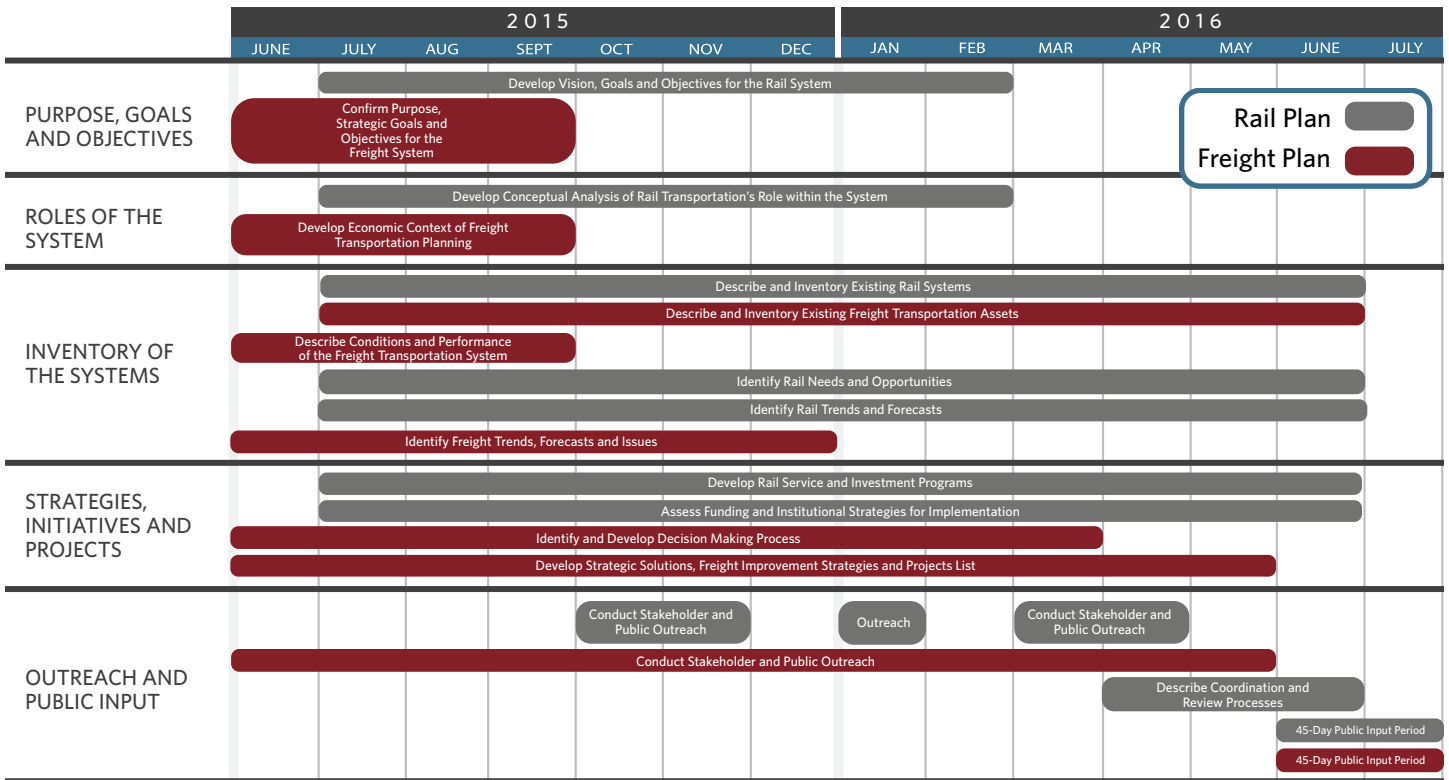 2015
2016
JUNE JULY AUG SEPT OCT NOV DEC JAN FEB MAR APR MAY JUNE JULY
PURPOSE, GOALS
AND OBJECTIVES
Develop Vision, Goals and Objectives for the Rail System
Confirm Purpose,
Strategic Goals and
Objectives for the
Freight System
Rail Plan
Freight Plan
ROLES OF THE
SYSTEM
Develop Conceptual Analysis of Rail Transportation's Role within the System
Develop Economic Context of Freight
Transportation Planning
INVENTORY OF
THE SYSTEMS
Describe and Inventory Existing Rail Systems
Describe and Inventory Existing Freight Transportation Assets
Describe Conditions and Performance
of the Freight Transportation System
Identify Rail Needs and Opportunities
Identify Rail Trends and Forecasts
Identify Freight Trends, Forecasts and Issues
STRATEGIES,
INITIATIVES AND
PROJECTS
Develop Rail Service and Investment Programs
Assess Funding and Institutional Strategies for Implementation
Identify and Develop Decision Making Process
Develop Strategic Solutions, Freight Improvement Strategies and Projects List
OUTREACH AND
PUBLIC INPUT
Conduct Stakeholder and
Public Outreach
Outreach
Conduct Stakeholder and
Public Outreach
Conduct Stakeholder and Public Outreach
Describe Coordination and
Review Processes
45-Day Public Input Period
45-Day Public Input Period